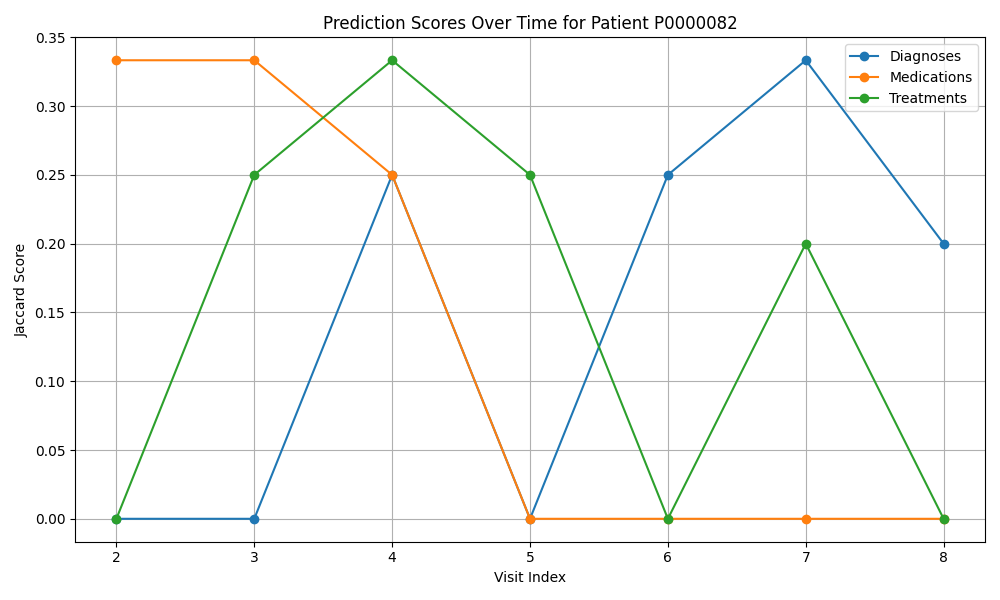 Prediction Scores Over Time for Patient P0000082
Diagnoses
Medications
Treatments
Jaccard Score
0.35
0.30
0.25
0.20
0.15
0.10
0.05
0.00
2 3 4 5 6 7 8
Visit Index